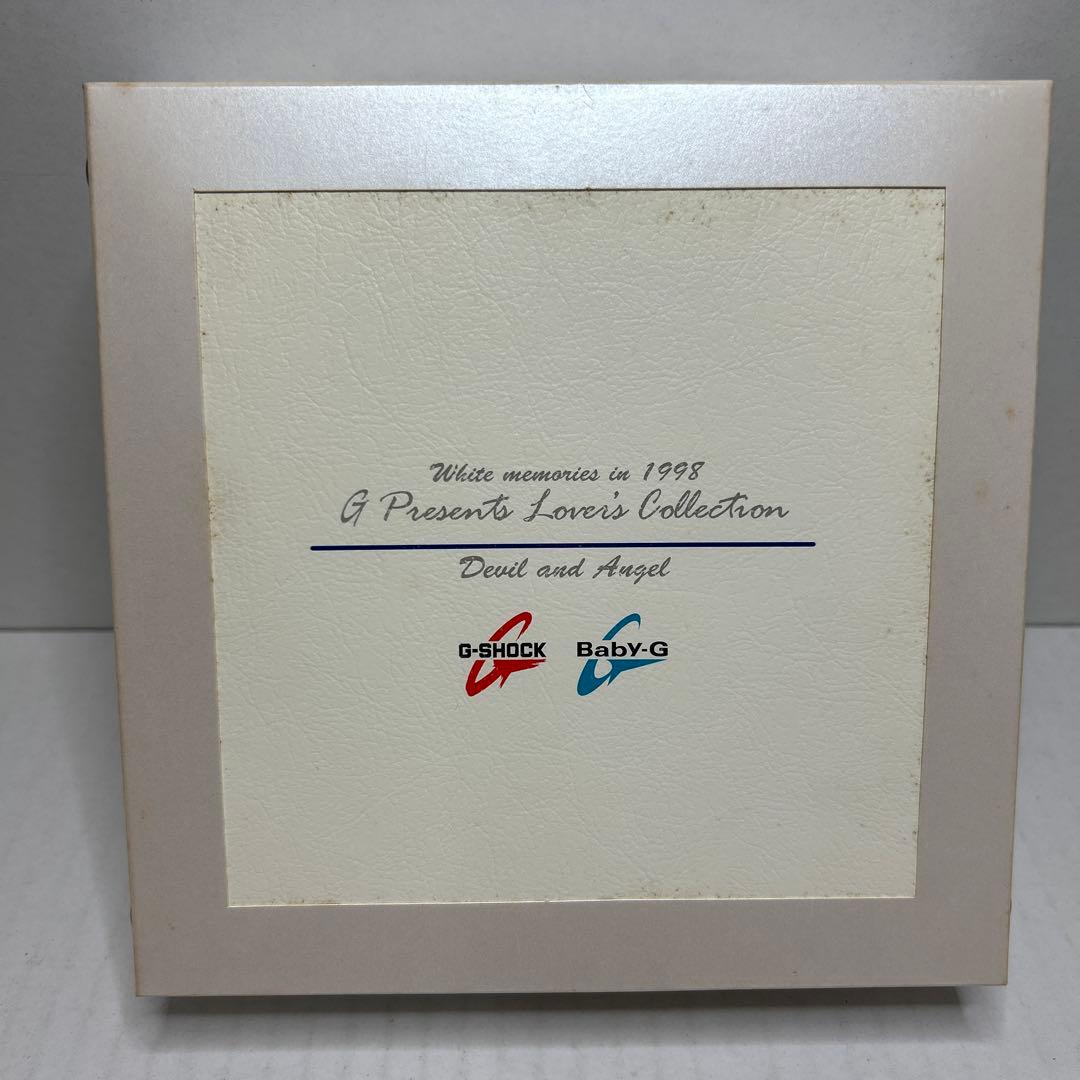 White memories in 1998
G Presents Lover's Collection
Devil and Angel
G-SHOCK Baby-G